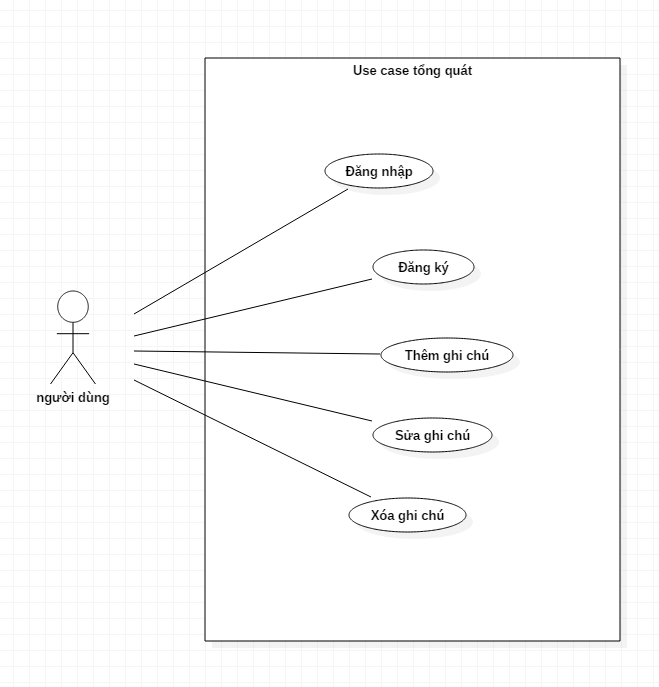 Use case tổng quát
Đăng nhập
Đăng ký
Thêm ghi chú
người dùng
Sửa ghi chú
Xóa ghi chú